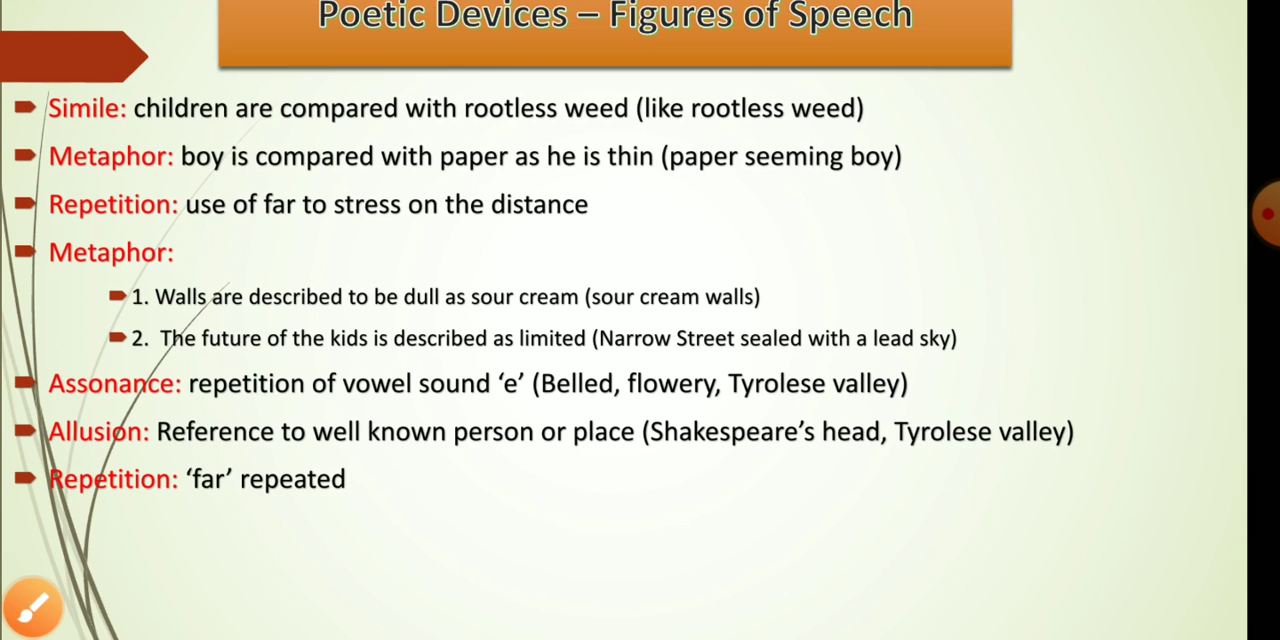 Poetic Devices – Figures of Speech
Simile: children are compared with rootless weed (like rootless weed)
Metaphor: boy is compared with paper as he is thin (paper seeming boy)
Repetition: use of far to stress on the distance
Metaphor:
1. Walls are described to be dull as sour cream (sour cream walls)
2. The future of the kids is described as limited (Narrow Street sealed with a lead sky)
Assonance: repetition of vowel sound ‘e’ (Belled, flowery, Tyrolese valley)
Allusion: Reference to well known person or place (Shakespeare’s head, Tyrolese valley)
Repetition: ‘far’ repeated